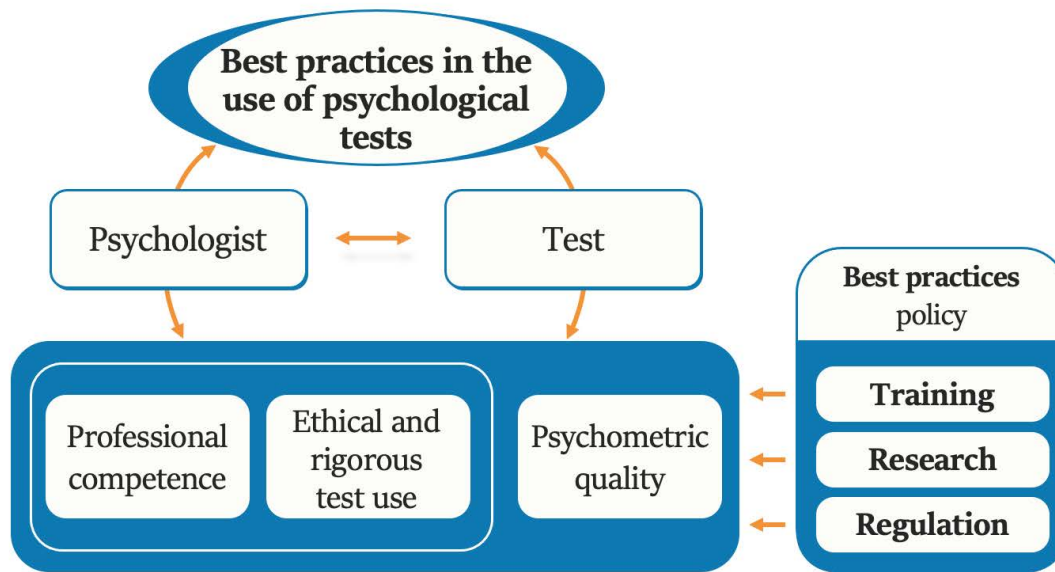 Best practices in the
use of psychological
tests
Psychologist
Test
Best practices
policy
Training
Research
Regulation
Professional
competence
Ethical and
rigorous
test use
Psychometric
quality